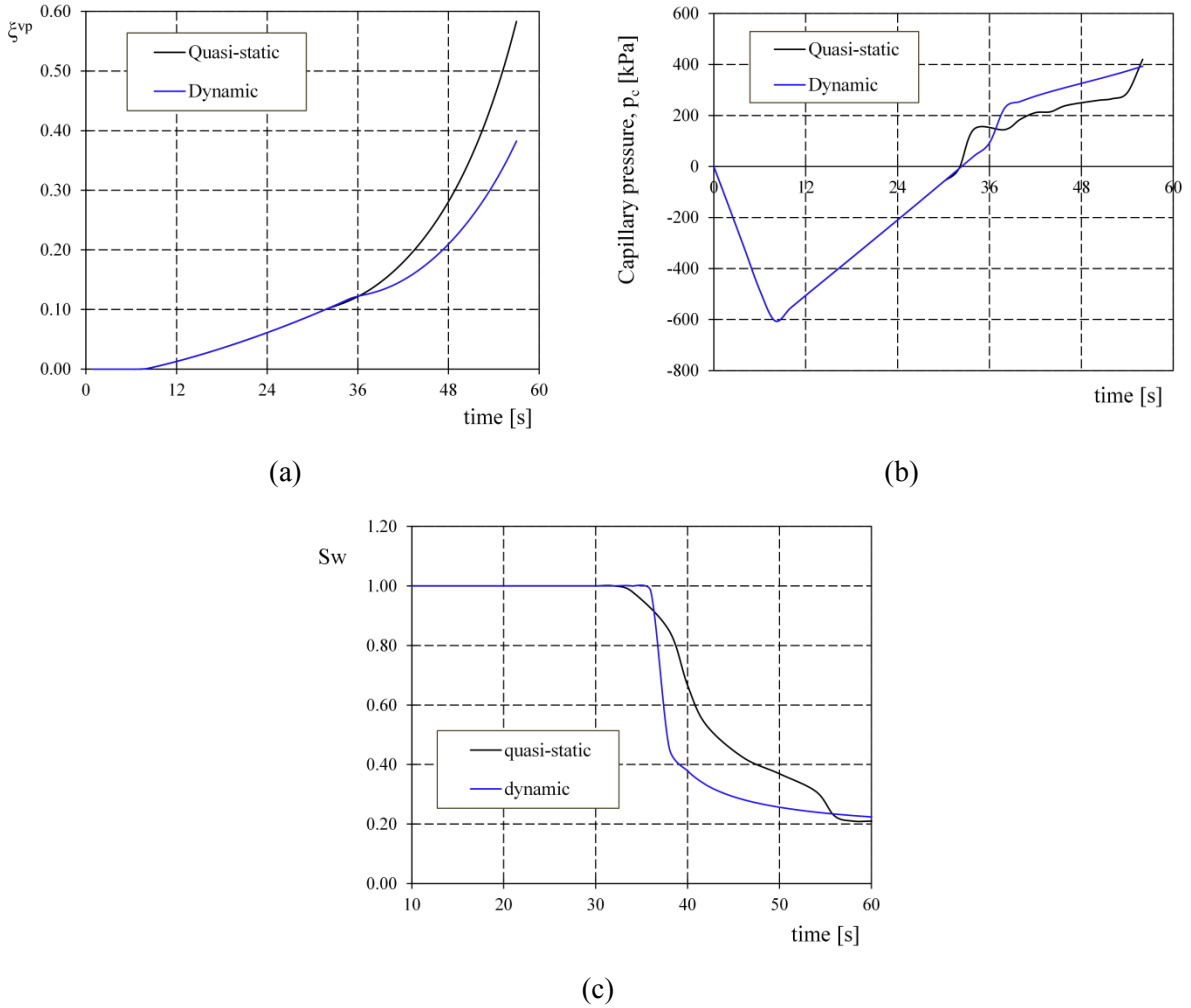 ξvp
0.60
0.50
0.40
0.30
0.20
0.10
0.00
Quasi-static
Dynamic
0 12 24 36 48 60
time [s]
(a)
Capillary pressure, pc [kPa]
600
400
200
0
-200
-400
-600
-800
Quasi-static
Dynamic
0 12 24 36 48 60
time [s]
(b)
Sw
1.20
1.00
0.80
0.60
0.40
0.20
0.00
quasi-static
dynamic
10 20 30 40 50 60
time [s]
(c)